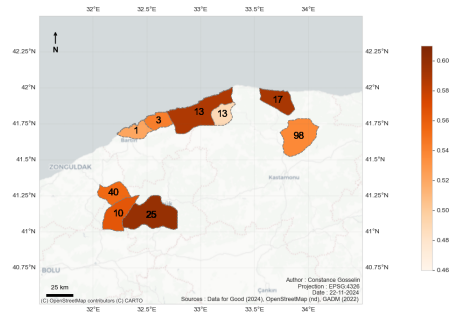 32°E 32.5°E 33°E 33.5°E 34°E
42.25°N 42.25°N
N
42°N 42°N
13 17
3
1 13
41.75°N 41.75°N
98
Bartın
41.5°N 41.5°N
ZONGULDAK
Kastamonu
40
41.25°N 41.25°N
10 25
41°N 41°N
40.75°N 40.75°N
BOLU
Çankırı
Author : Constance Gosselin
Projection : EPSG:4326
Date : 22-11-2024
25 km
(C) OpenStreetMap contributors (C) CARTO Sources : Data for Good (2024), OpenStreetMap (nd), GADM (2022)
32°E 32.5°E 33°E 33.5°E 34°E
0.60
0.58
0.56
0.54
0.52
0.50
0.48
0.46